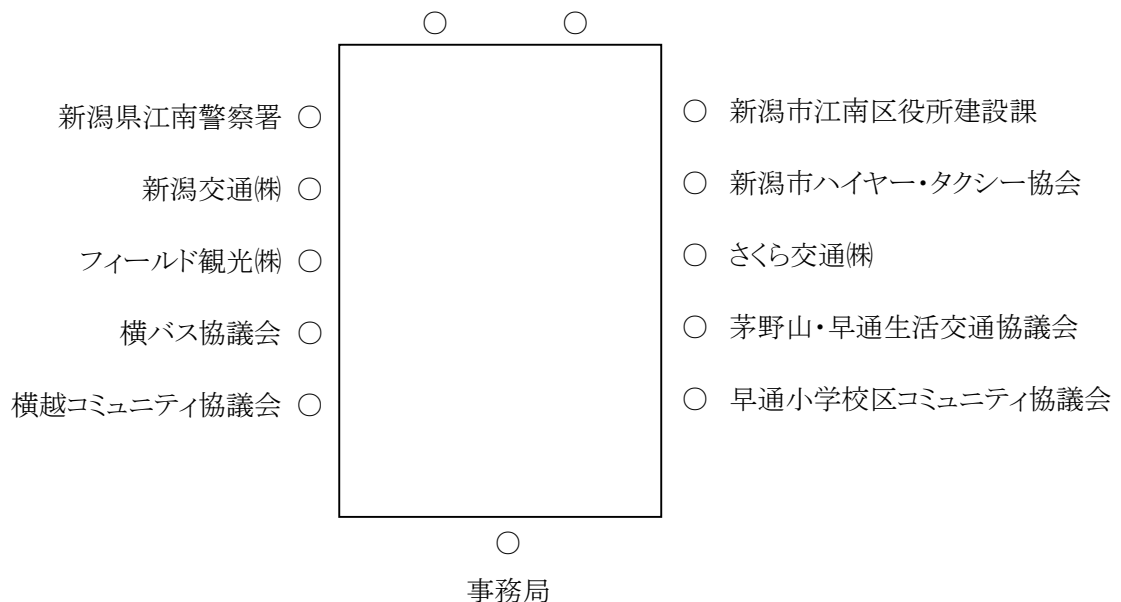 ○ ○
新潟県江南警察署 ○
新潟交通㈱ ○
フィールド観光㈱ ○
横バス協議会 ○
横越コミュニティ協議会 ○
○ 新潟市江南区役所建設課
○ 新潟市ハイヤー・タクシー協会
○ さくら交通㈱
○ 茅野山・早通生活交通協議会
○ 早通小学校区コミュニティ協議会
○
事務局